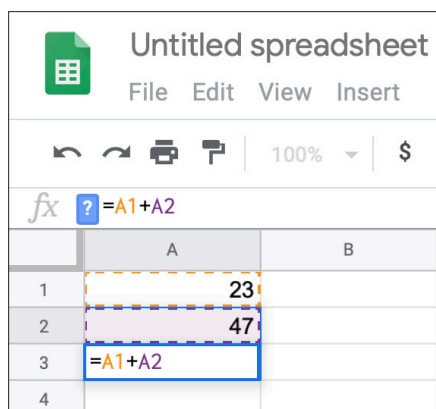 Untitled spreadsheet
File Edit View Insert
100% $
fx ? =A1+A2
A B
1 23
2 47
3 =A1+A2
4